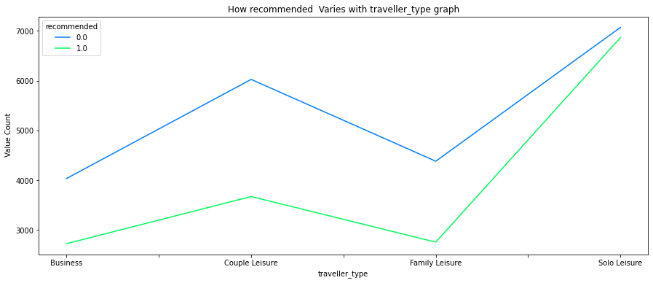 How recommended Varies with traveller_type graph
recommended
0.0
1.0
7000
6000
5000
4000
3000
Value Count
Business
Couple Leisure
Family Leisure
Solo Leisure
traveller_type